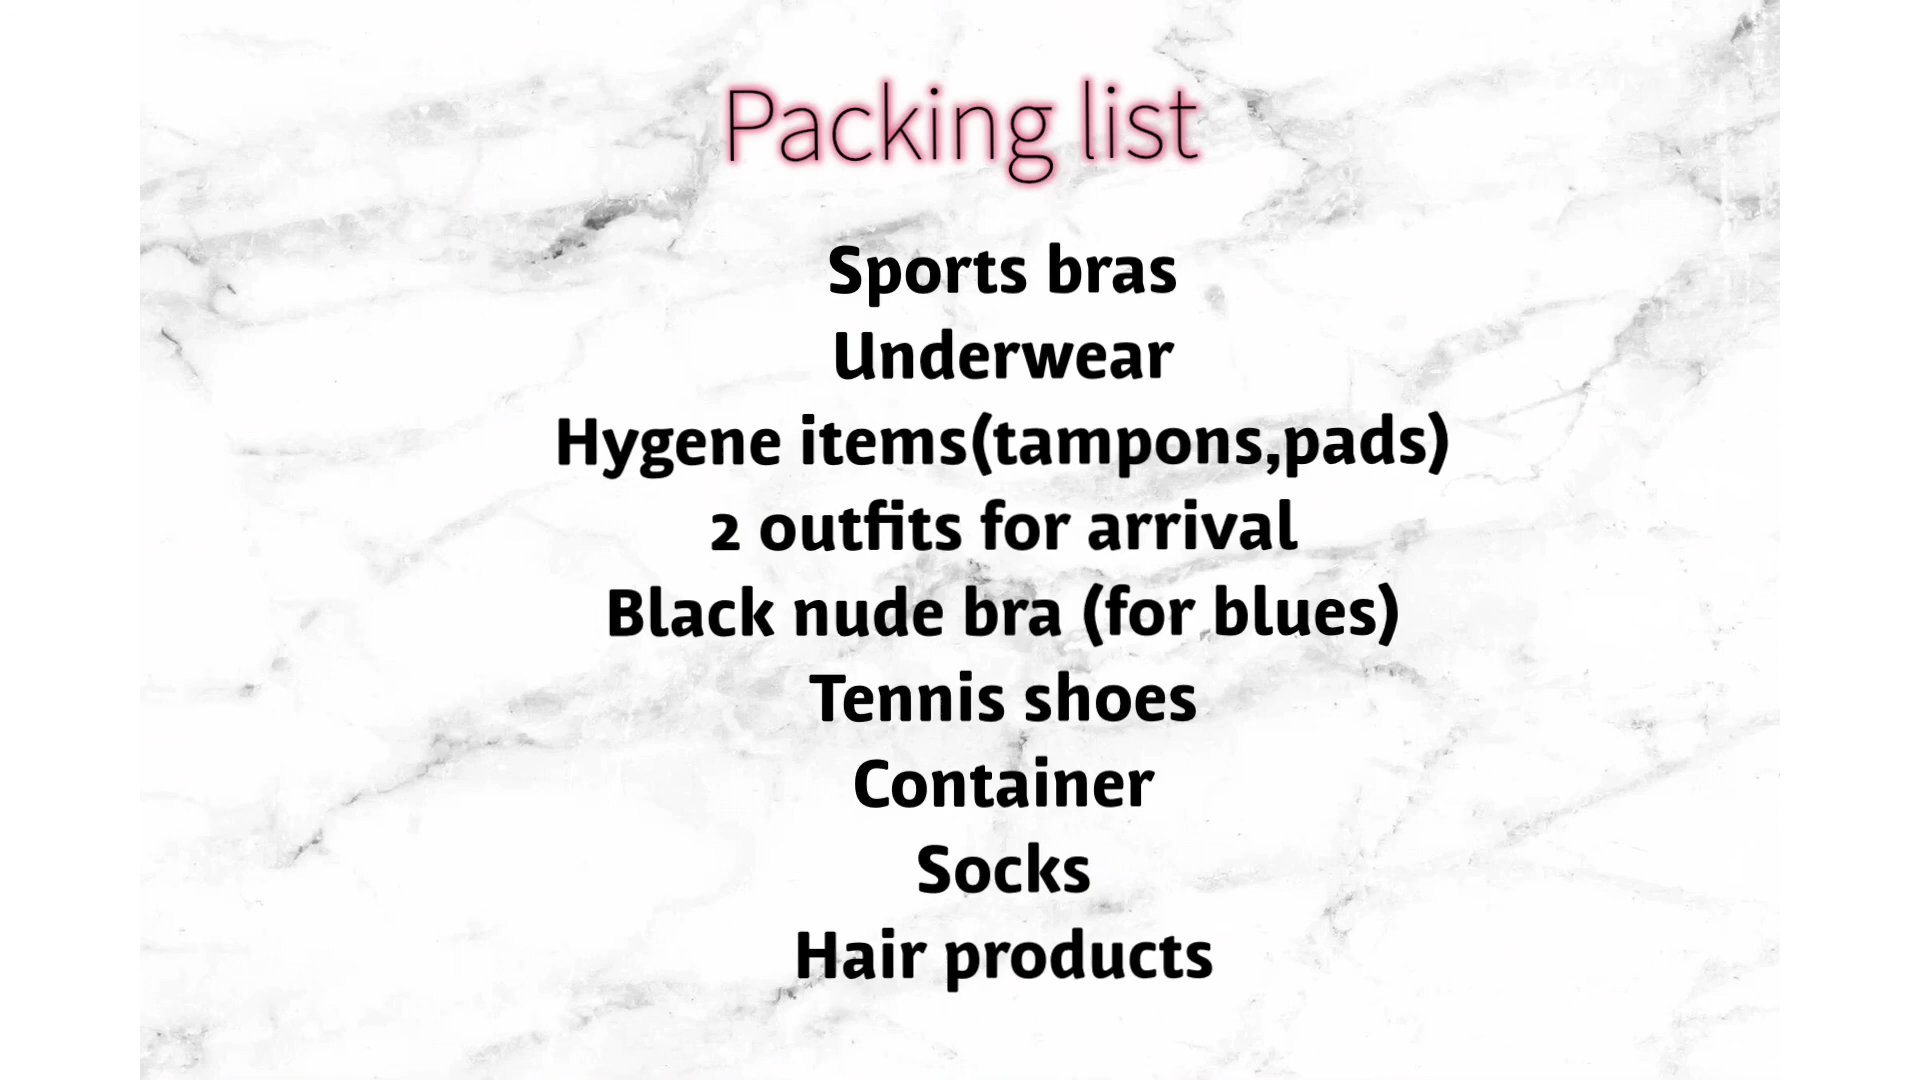 Packing list
Sports bras
Underwear
Hygene items(tampons,pads)
2 outfits for arrival
Black nude bra (for blues)
Tennis shoes
Container
Socks
Hair products